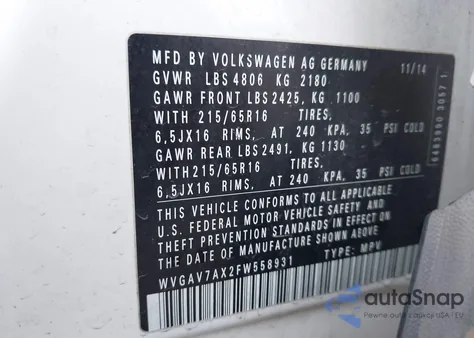 MFD BY VOLKSWAGEN AG GERMANY 11/14
GVWR LBS 4806 KG 2180
GAWR FRONT LBS 2425, KG 1100
WITH 215/65R16 TIRES,
6,5JX16 RIMS, AT 240 KPA, 35 PSI COLD
GAWR REAR LBS 2491, KG 1130
WITH 215/65R16 TIRES,
6,5JX16 RIMS, AT 240 KPA, 35 PSI COLD
THIS VEHICLE CONFORMS TO ALL APPLICABLE
U.S. FEDERAL MOTOR VEHICLE SAFETY AND
THEFT PREVENTION STANDARDS IN EFFECT ON
THE DATE OF MANUFACTURE SHOWN ABOVE.
WVGAV7AX2FW558931 TYPE: MPV
autoSnap
Pewne auto z USA i EU